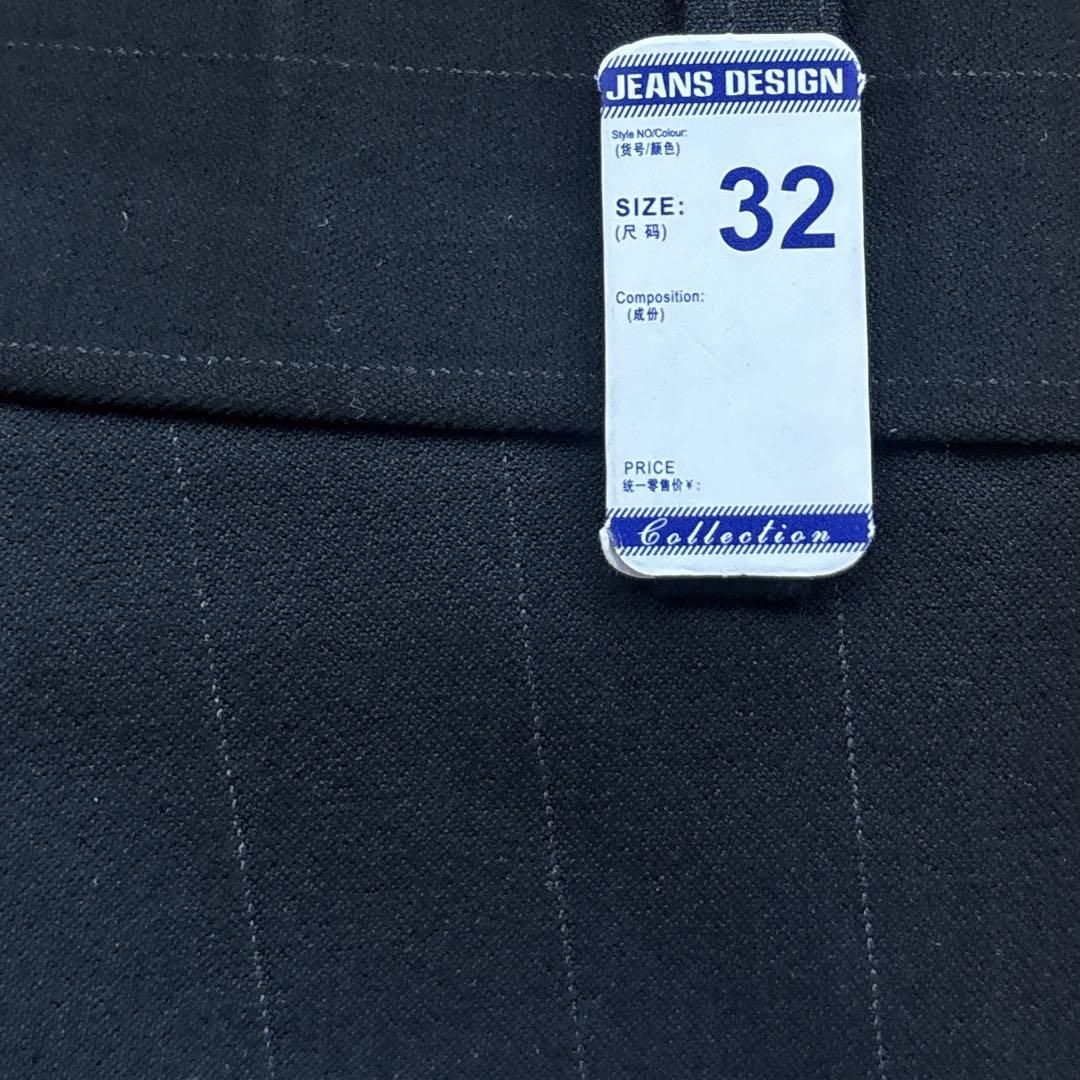 JEANS DESIGN
Style NO/Colour:
(货号/颜色)
SIZE: 32
(尺 码)
Composition:
(成份)
PRICE
统一零售价¥:
Collection